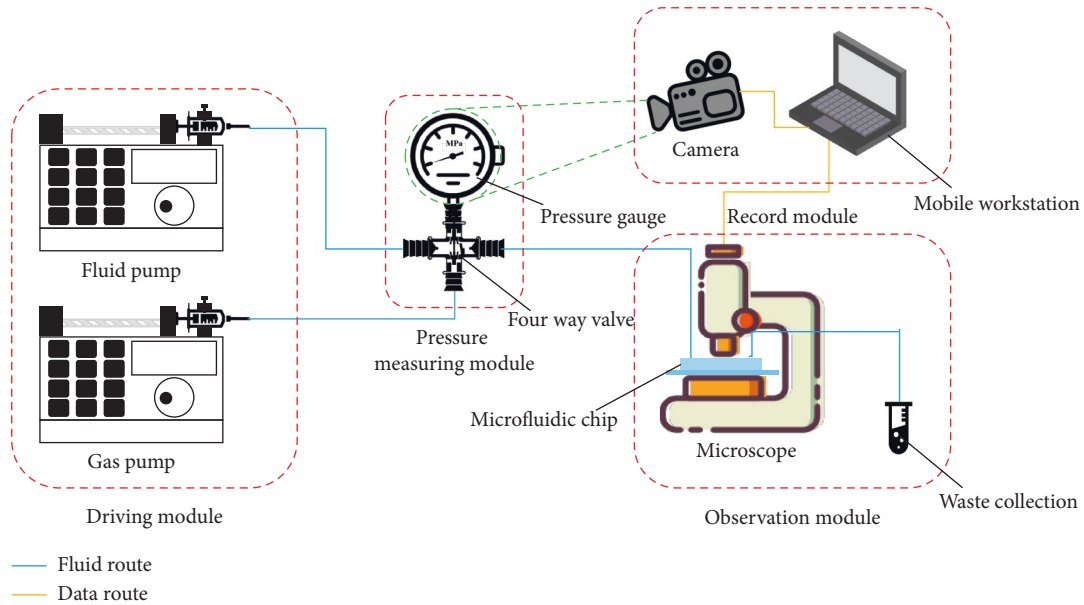 MPa
Camera
Mobile workstation
Pressure gauge
Record module
Fluid pump
Four way valve
Pressure
measuring module
Microfluidic chip
Microscope
Gas pump
Waste collection
Driving module
Observation module
Fluid route
Data route